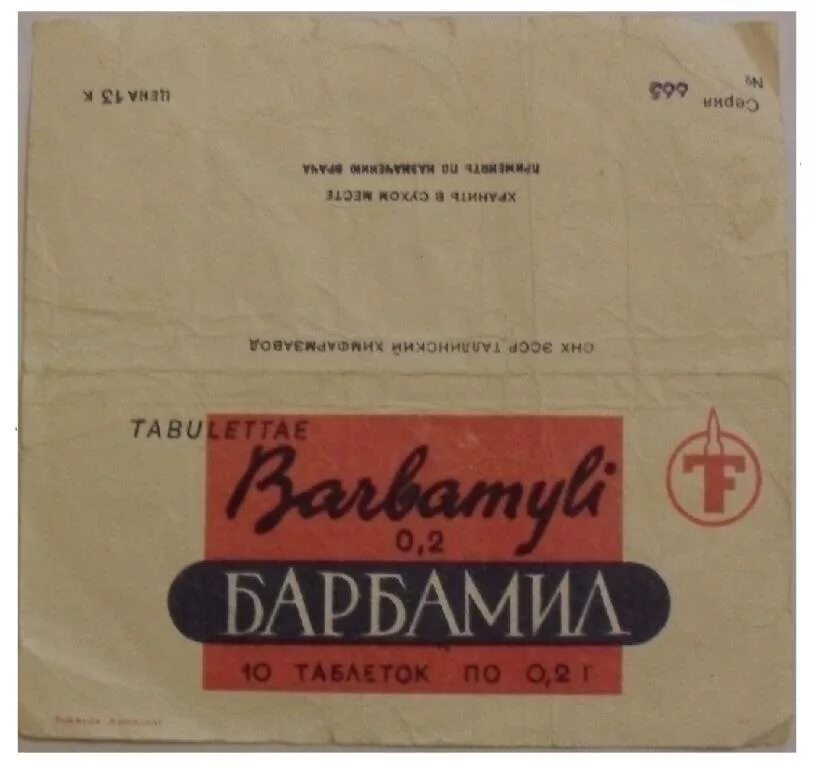 СНХ ЭССР ТАЛЛИНСКИЙ ХИМФАРМЗАВОД
ХРАНИТЬ В СУХОМ МЕСТЕ
ПРИМЕНЯТЬ ПО НАЗНАЧЕНИЮ ВРАЧА
Серия
№
ЦЕНА 13 К
TABULETTAE
Barbamyli
0,2
БАРБАМИЛ
10 ТАБЛЕТОК ПО 0,2 Г
TF